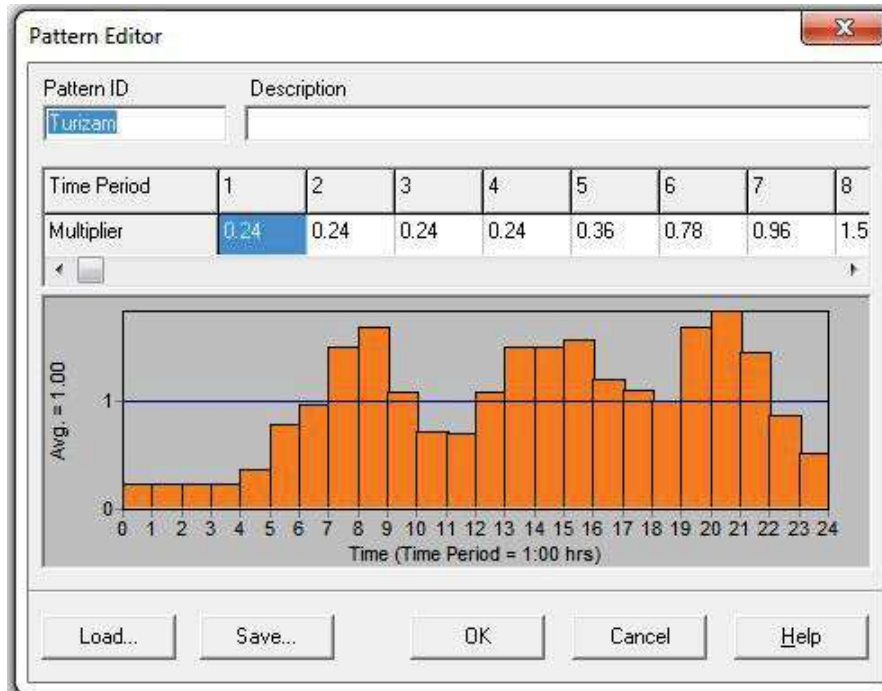 Pattern Editor
Pattern ID Description
Turizam
Time Period 1 2 3 4 5 6 7 8
Multiplier 0.24 0.24 0.24 0.24 0.36 0.78 0.96 1.5
Avg. = 1.00
1
0
0 1 2 3 4 5 6 7 8 9 10 11 12 13 14 15 16 17 18 19 20 21 22 23 24
Time (Time Period = 1:00 hrs)
Load... Save... OK Cancel Help